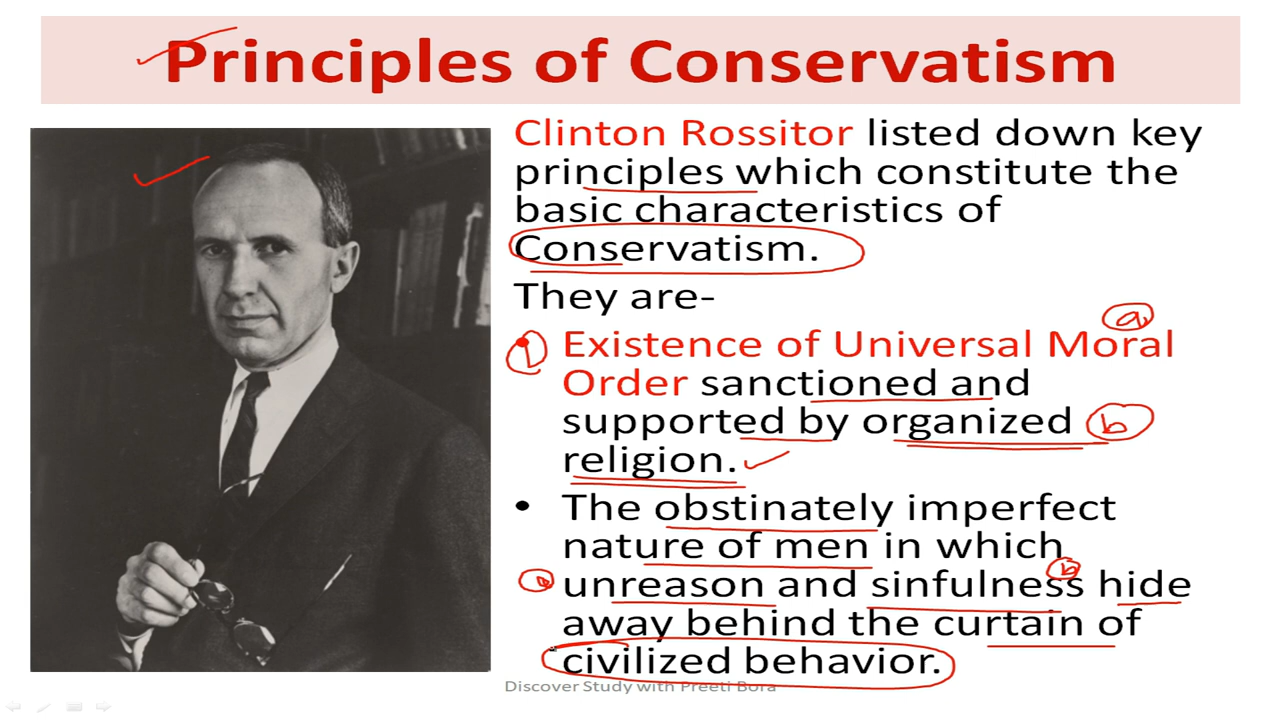 Principles of Conservatism
Clinton Rossitor listed down key
principles which constitute the
basic characteristics of
Conservatism.
They are-
a
1 • Existence of Universal Moral
Order sanctioned and
supported by organized b
religion.
• The obstinately imperfect
nature of men in which
b
a unreason and sinfulness hide
away behind the curtain of
civilized behavior.
Discover Study with Preeti Bora